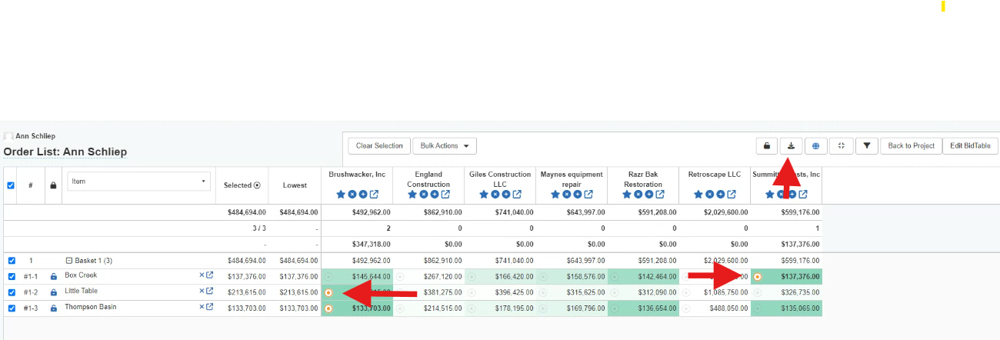 Ann Schliep
Order List: Ann Schliep
Clear Selection Bulk Actions Back to Project Edit BidTable
# Item Selected Lowest Brushwacker, Inc England Construction Giles Construction LLC Maynes equipment repair Razr Bak Restoration Retroscape LLC Summit Inc
$484,694.00 $484,694.00 $492,962.00 $862,910.00 $741,040.00 $643,997.00 $591,208.00 $2,029,600.00 $599,176.00
3 / 3 - 2 0 0 0 0 0 1
- - $347,318.00 $0.00 $0.00 $0.00 $0.00 $0.00 $137,376.00
1 Basket 1 (3) $484,694.00 $484,694.00 $492,962.00 $862,910.00 $741,040.00 $643,997.00 $591,208.00 $2,029,600.00 $599,176.00
#1-1 Box Creek $137,376.00 $137,376.00 $145,644.00 $267,120.00 $166,420.00 $158,576.00 $142,464.00 $137,376.00
#1-2 Little Table $213,615.00 $213,615.00 $381,275.00 $396,425.00 $315,625.00 $312,090.00 $1,085,750.00 $326,735.00
#1-3 Thompson Basin $133,703.00 $133,703.00 $133,703.00 $214,515.00 $178,195.00 $169,796.00 $136,654.00 $488,050.00 $135,065.00